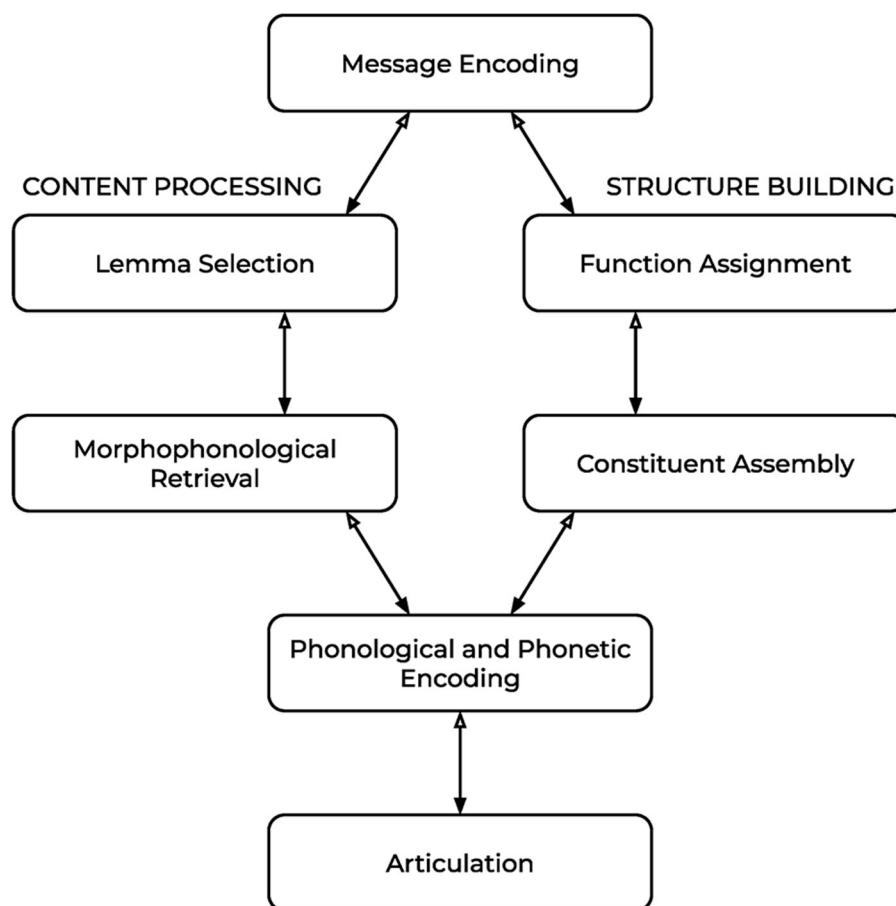 Message Encoding
CONTENT PROCESSING
STRUCTURE BUILDING
Lemma Selection
Function Assignment
Morphophonological
Retrieval
Constituent Assembly
Phonological and Phonetic
Encoding
Articulation